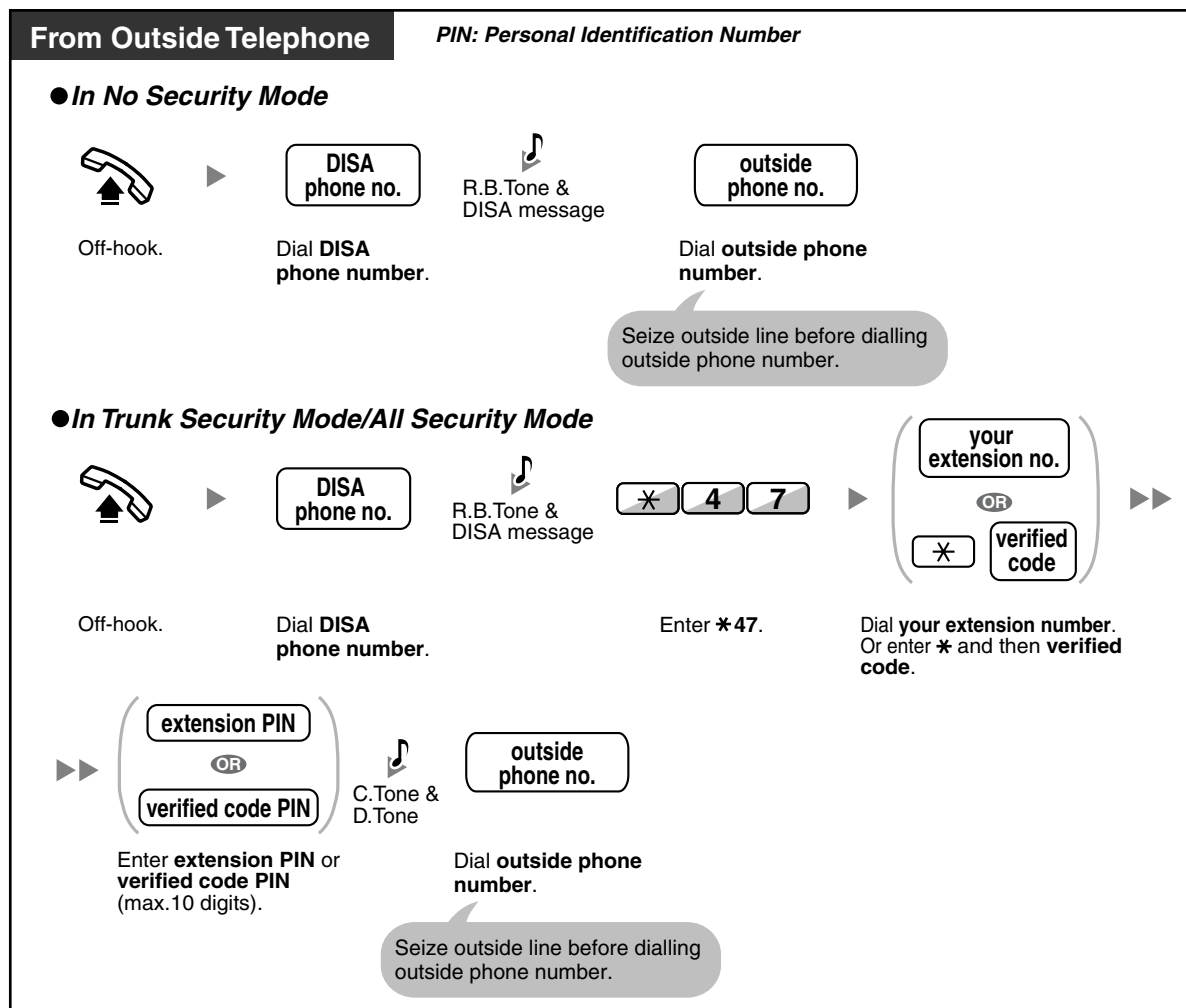 From Outside Telephone
PIN: Personal Identification Number
●In No Security Mode
DISA
phone no.
R.B.Tone &
DISA message
outside
phone no.
Off-hook.
Dial DISA
phone number.
Dial outside phone
number.
Seize outside line before dialling
outside phone number.
●In Trunk Security Mode/All Security Mode
DISA
phone no.
R.B.Tone &
DISA message
* 4 7
your
extension no.
OR
* verified
code
Off-hook.
Dial DISA
phone number.
Enter *47.
Dial your extension number.
Or enter * and then verified
code.
extension PIN
OR
verified code PIN
C.Tone &
D.Tone
outside
phone no.
Enter extension PIN or
verified code PIN
(max.10 digits).
Dial outside phone
number.
Seize outside line before dialling
outside phone number.